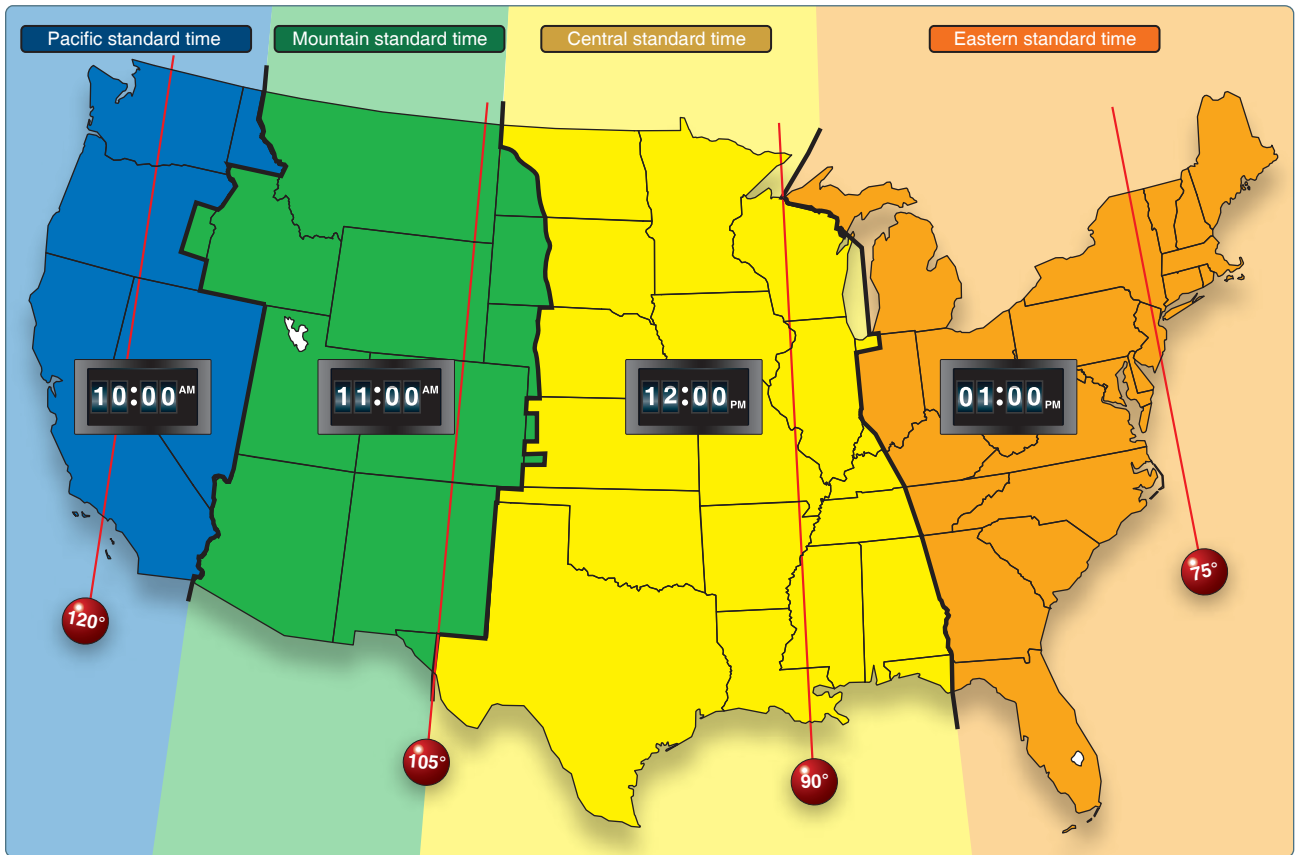 Pacific standard time
Mountain standard time
Central standard time
Eastern standard time
10:00 AM
11:00 AM
12:00 PM
01:00 PM
120°
105°
90°
75°